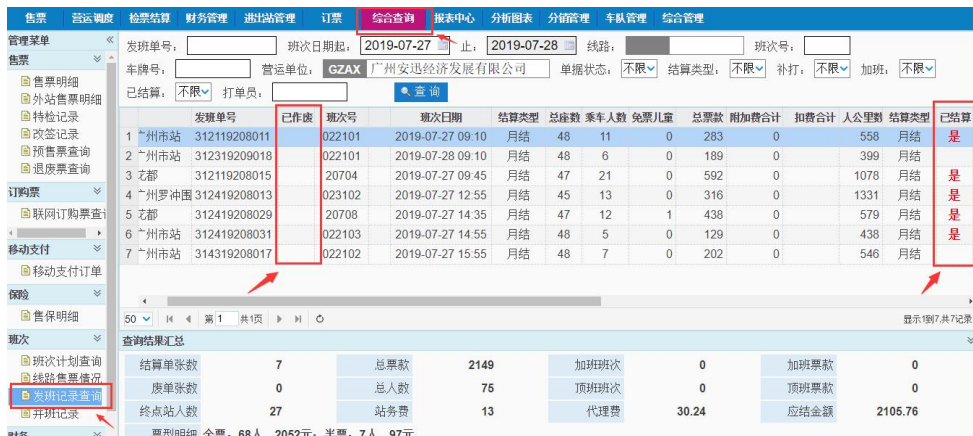 售票 营运调度 检票结算 财务管理 进出站管理 订票 综合查询 报表中心 分析图表 分销管理 车队管理 综合管理
管理菜单
售票
售票明细
外站售票明细
特检记录
改签记录
预售票查询
退废票查询
订购票
联网订购票查
移动支付
移动支付订单
保险
售保明细
班次
班次计划查询
线路售票情况
发班记录查询
并班记录
发班单号: 班次日期起: 2019-07-27 止: 2019-07-28 线路: 班次号:
车牌号: 营运单位: GZAX 广州安迅经济发展有限公司 单据状态: 不限 结算类型: 不限 补打: 不限 加班: 不限
已结算: 不限 打单员: 查询
发班单号 已作废 班次号 班次日期 结算类型 总座数 乘车人数 免票儿童 总票款 附加费合计 扣费合计 人公里数 结算类型 已结算
1 广州市站 312119208011 022101 2019-07-27 09:10 月结 48 11 0 283 0 558 月结 是
2 广州市站 312319209018 022101 2019-07-28 09:10 月结 48 6 0 189 0 399 月结
3 花都 312119208015 20704 2019-07-27 09:45 月结 47 21 0 592 0 1078 月结 是
4 广州罗冲围 312419208013 023102 2019-07-27 12:55 月结 45 13 0 316 0 1331 月结 是
5 花都 312419208029 20708 2019-07-27 14:35 月结 47 12 1 438 0 579 月结 是
6 广州市站 312419208031 022103 2019-07-27 14:55 月结 48 5 0 129 0 438 月结 是
7 广州市站 314319208017 022102 2019-07-27 15:55 月结 48 7 0 202 0 546 月结
50 第 1 共1页 显示1到7,共7记录
查询结果汇总
结算单张数 7 总票款 2149 加班班次 0 加班票款 0
废单张数 0 总人数 75 顶班班次 0 顶班票款 0
终点站人数 27 站务费 13 代理费 30.24 应结金额 2105.76
票型明细 全票: 68人, 2052元; 半票: 7人, 97元